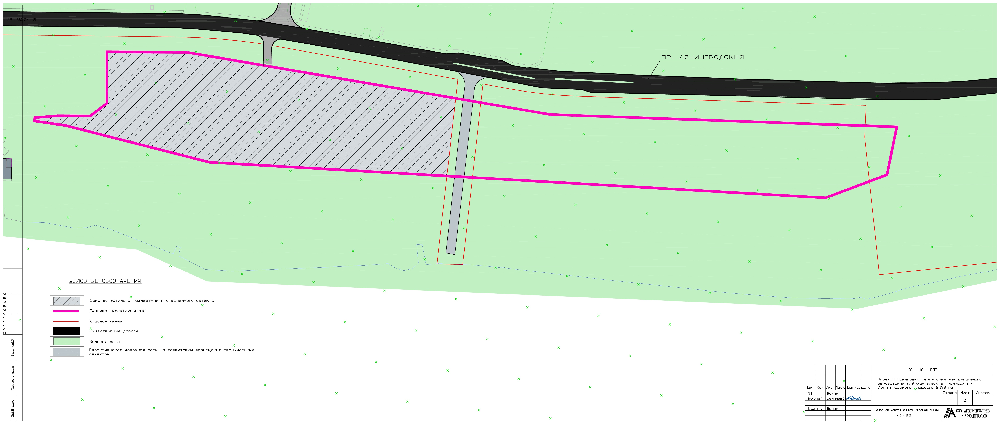 нинградский
пр. Ленинградский
УСЛОВНЫЕ ОБОЗНАЧЕНИЯ
Зона допустимого размещения промышленного объекта
Граница проектирования
Красная линия
Существующие дороги
Зеленая зона
Проектируемая дорожная сеть на территории размещения промышленных
объектов
СОГЛАСОВАНО
Взам. инв.N
Подпись и дата
Инв.N подл.
30 - 18 - ППТ
Проект планировки территории муниципального
образования г. Архангельск в границах пр.
Ленинградского площадью 6,198 га
Изм Кол Лист Nдок Подпись Дата
ГИП Ванин
Инженер Семичева
Н.контр. Ванин
Стадия Лист Листов
П 2
Основной чертеж,чертеж красной линии
М 1 : 1000
ООО АРХГИПРОДРЕВ
Г. АРХАНГЕЛЬСК